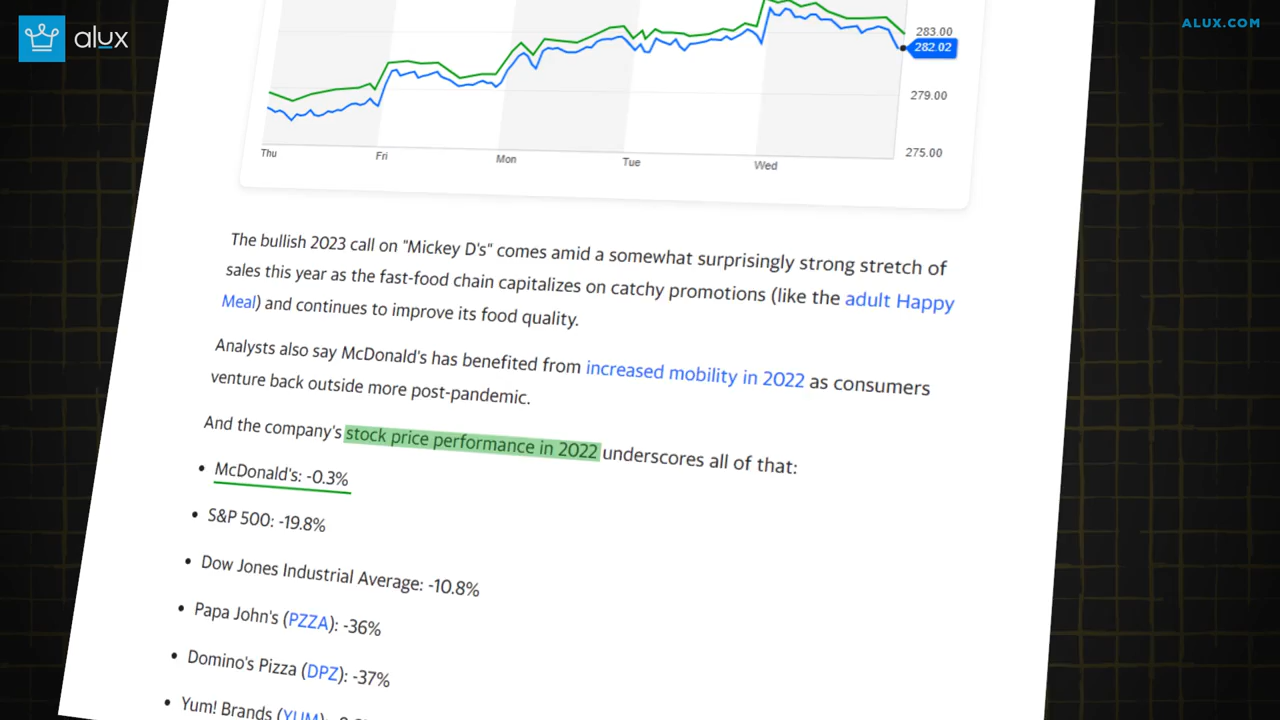 alux
ALUX.COM
283.00
282.02
279.00
275.00
Thu Fri Mon Tue Wed
The bullish 2023 call on "Mickey D's" comes amid a somewhat surprisingly strong stretch of
sales this year as the fast-food chain capitalizes on catchy promotions (like the adult Happy
Meal) and continues to improve its food quality.
Analysts also say McDonald's has benefited from increased mobility in 2022 as consumers
venture back outside more post-pandemic.
And the company's stock price performance in 2022 underscores all of that:
• McDonald's: -0.3%
• S&P 500: -19.8%
• Dow Jones Industrial Average: -10.8%
• Papa John's (PZZA): -36%
• Domino's Pizza (DPZ): -37%
• Yum! Brands (YUM):